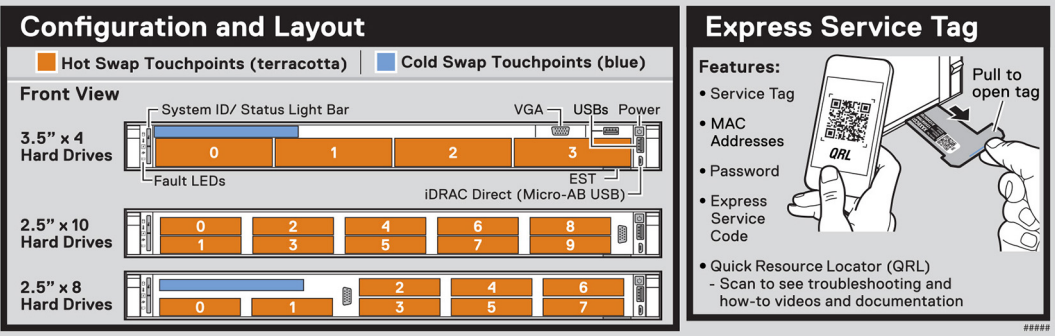 Configuration and Layout
Hot Swap Touchpoints (terracotta)
Cold Swap Touchpoints (blue)
Front View
System ID/ Status Light Bar
VGA
USBs
Power
3.5” x 4
Hard Drives
0
1
2
3
Fault LEDs
EST
iDRAC Direct (Micro-AB USB)
2.5” x 10
Hard Drives
0 2 4 6 8
1 3 5 7 9
2.5” x 8
Hard Drives
2 4 6
0 1 3 5 7
Express Service Tag
Features:
• Service Tag
• MAC
Addresses
• Password
• Express
Service
Code
• Quick Resource Locator (QRL)
- Scan to see troubleshooting and
how-to videos and documentation
Pull to
open tag
QRL
#####